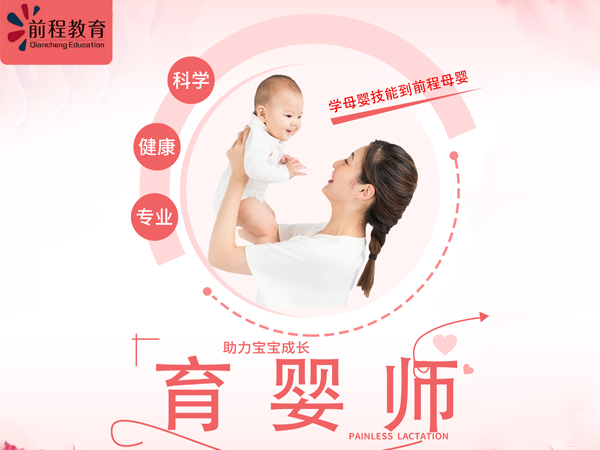 前程教育
Qiancheng Education
科学
健康
专业
学母婴技能到前程母婴
助力宝宝成长
育婴师
PAINLESS LACTATION